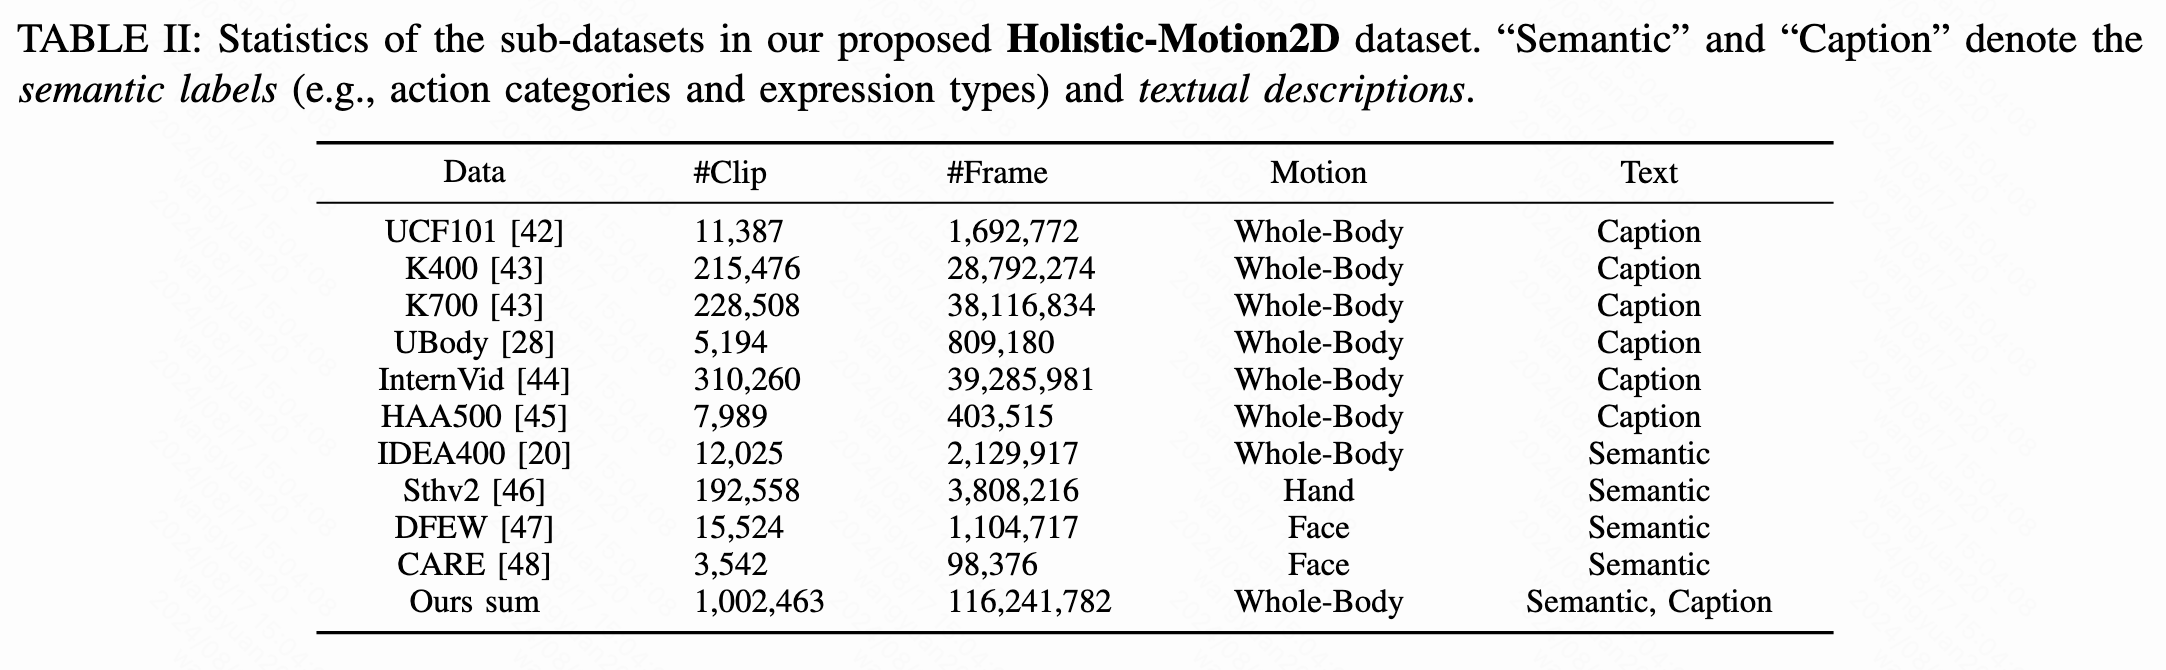 TABLE II: Statistics of the sub-datasets in our proposed Holistic-Motion2D dataset. “Semantic” and “Caption” denote the
semantic labels (e.g., action categories and expression types) and textual descriptions.
Data #Clip #Frame Motion Text
UCF101 [42] 11,387 1,692,772 Whole-Body Caption
K400 [43] 215,476 28,792,274 Whole-Body Caption
K700 [43] 228,508 38,116,834 Whole-Body Caption
UBody [28] 5,194 809,180 Whole-Body Caption
InternVid [44] 310,260 39,285,981 Whole-Body Caption
HAA500 [45] 7,989 403,515 Whole-Body Caption
IDEA400 [20] 12,025 2,129,917 Whole-Body Semantic
Sthv2 [46] 192,558 3,808,216 Hand Semantic
DFEW [47] 15,524 1,104,717 Face Semantic
CARE [48] 3,542 98,376 Face Semantic
Ours sum 1,002,463 116,241,782 Whole-Body Semantic, Caption